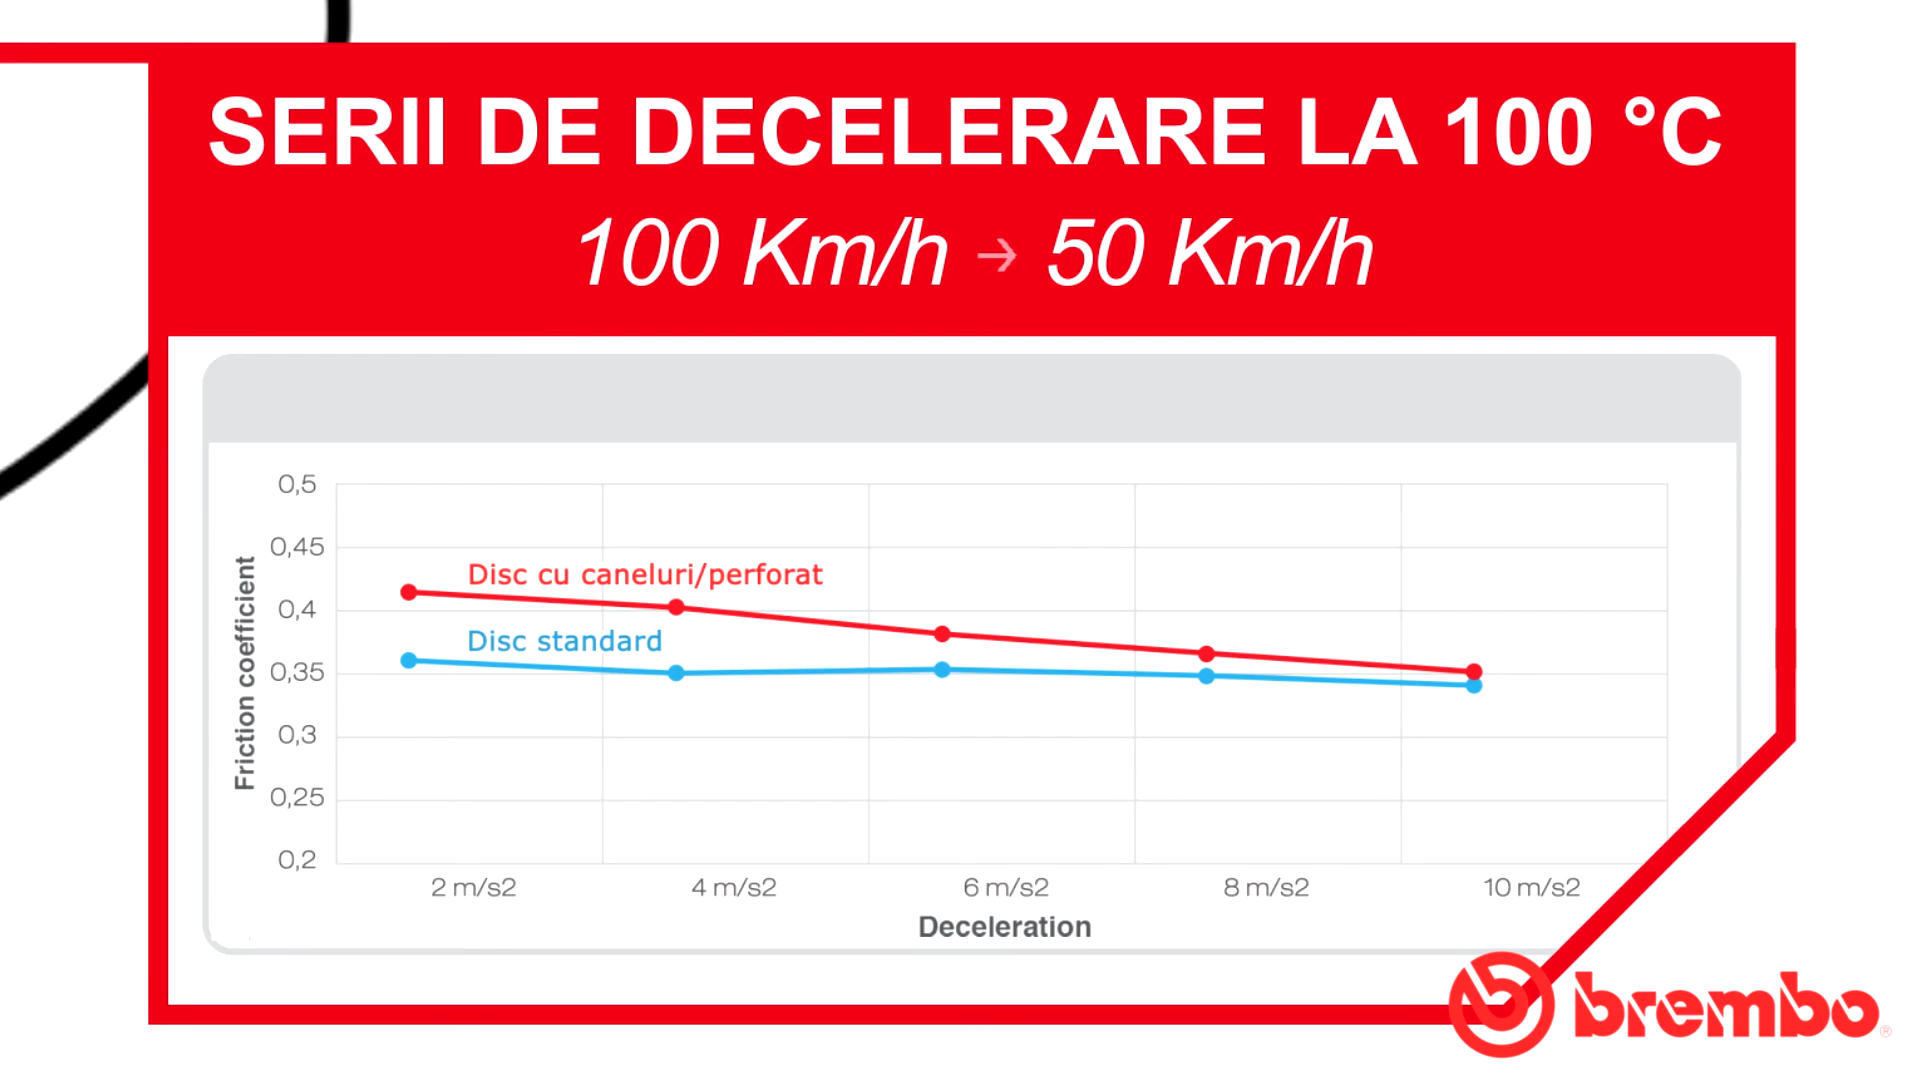 SERII DE DECELERARE LA 100 °C
100 Km/h → 50 Km/h
0,5
0,45
0,4
0,35
0,3
0,25
0,2
Friction coefficient
Disc cu caneluri/perforat
Disc standard
2 m/s2 4 m/s2 6 m/s2 8 m/s2 10 m/s2
Deceleration
brembo®